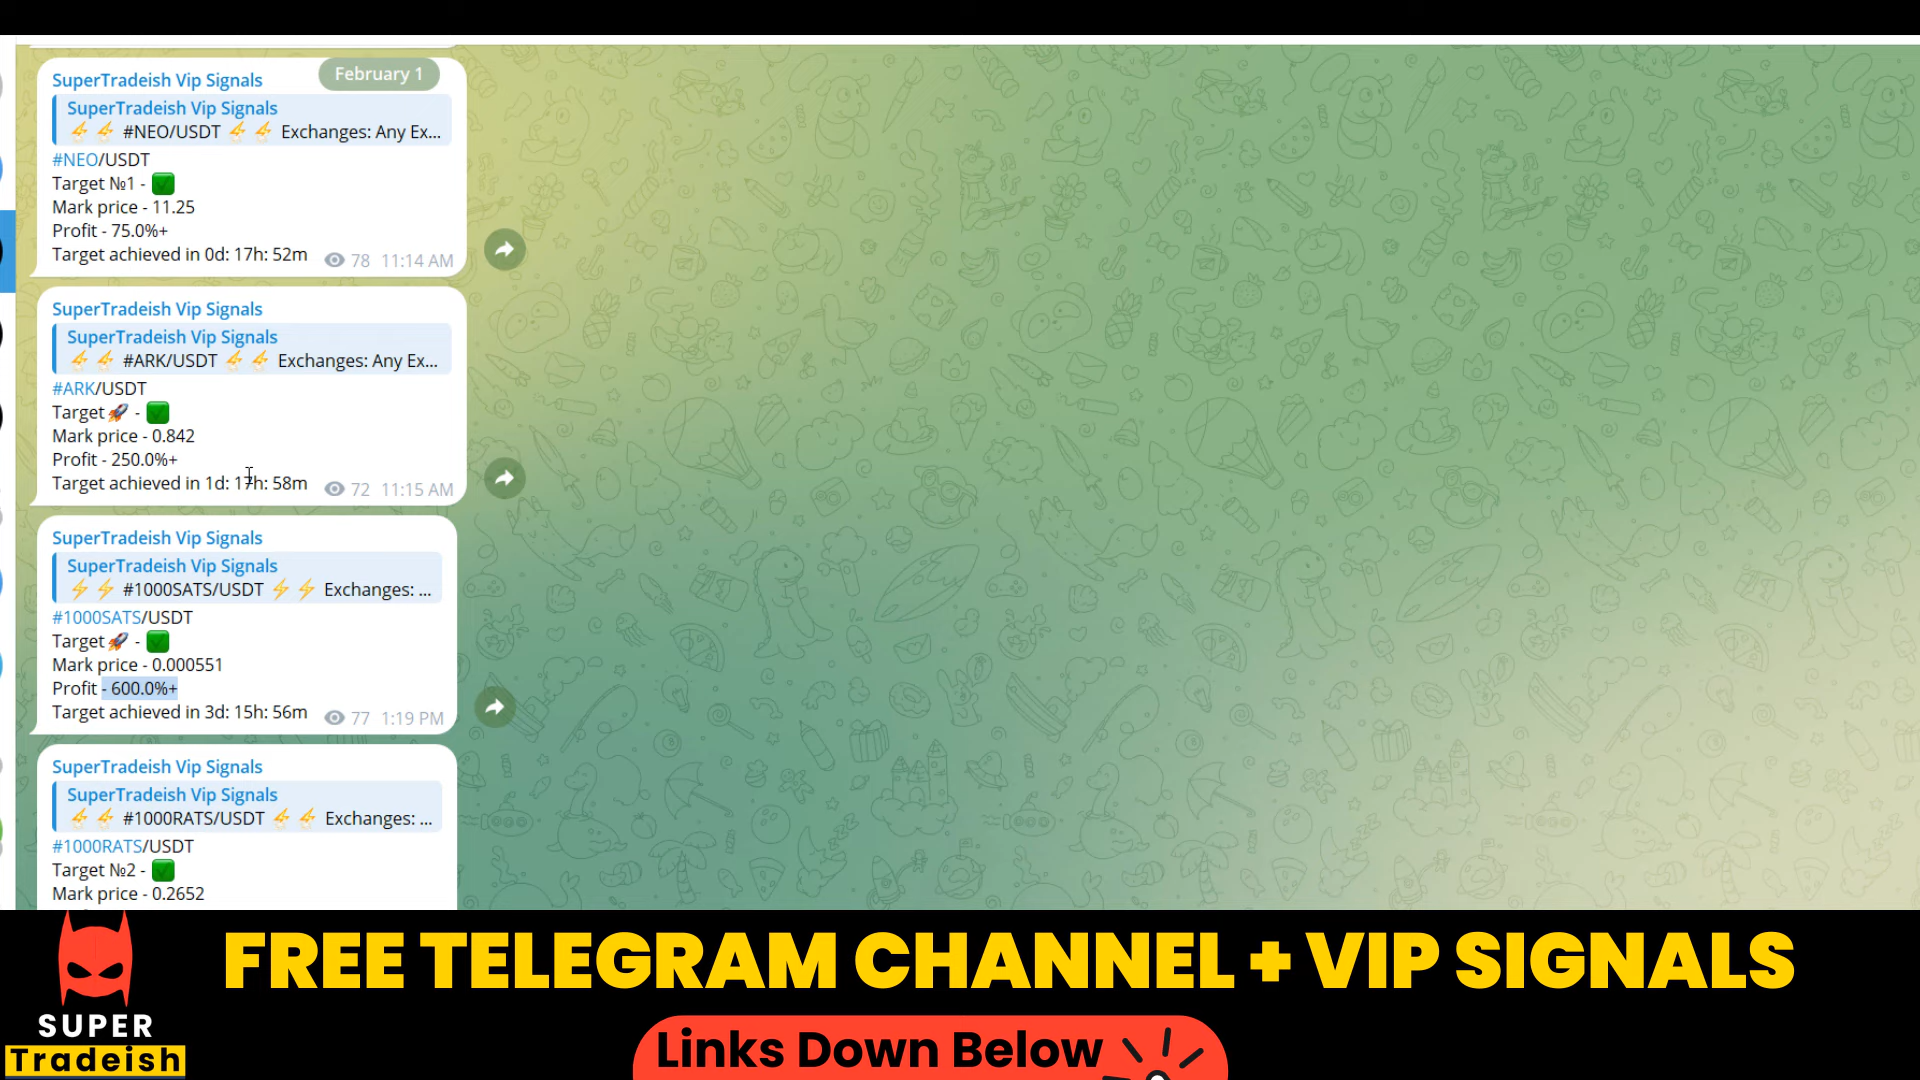 February 1
SuperTradeish Vip Signals
SuperTradeish Vip Signals
⚡ ⚡ #NEO/USDT ⚡ ⚡ Exchanges: Any Ex...
#NEO/USDT
Target №1 - ✅
Mark price - 11.25
Profit - 75.0%+
Target achieved in 0d: 17h: 52m 78 11:14 AM
SuperTradeish Vip Signals
SuperTradeish Vip Signals
⚡ ⚡ #ARK/USDT ⚡ ⚡ Exchanges: Any Ex...
#ARK/USDT
Target 🚀 - ✅
Mark price - 0.842
Profit - 250.0%+
Target achieved in 1d: 17h: 58m 72 11:15 AM
SuperTradeish Vip Signals
SuperTradeish Vip Signals
⚡ ⚡ #1000SATS/USDT ⚡ ⚡ Exchanges: ...
#1000SATS/USDT
Target 🚀 - ✅
Mark price - 0.000551
Profit - 600.0%+
Target achieved in 3d: 15h: 56m 77 1:19 PM
SuperTradeish Vip Signals
SuperTradeish Vip Signals
⚡ ⚡ #1000RATS/USDT ⚡ ⚡ Exchanges: ...
#1000RATS/USDT
Target №2 - ✅
Mark price - 0.2652
FREE TELEGRAM CHANNEL + VIP SIGNALS
SUPER
Tradeish
Links Down Below